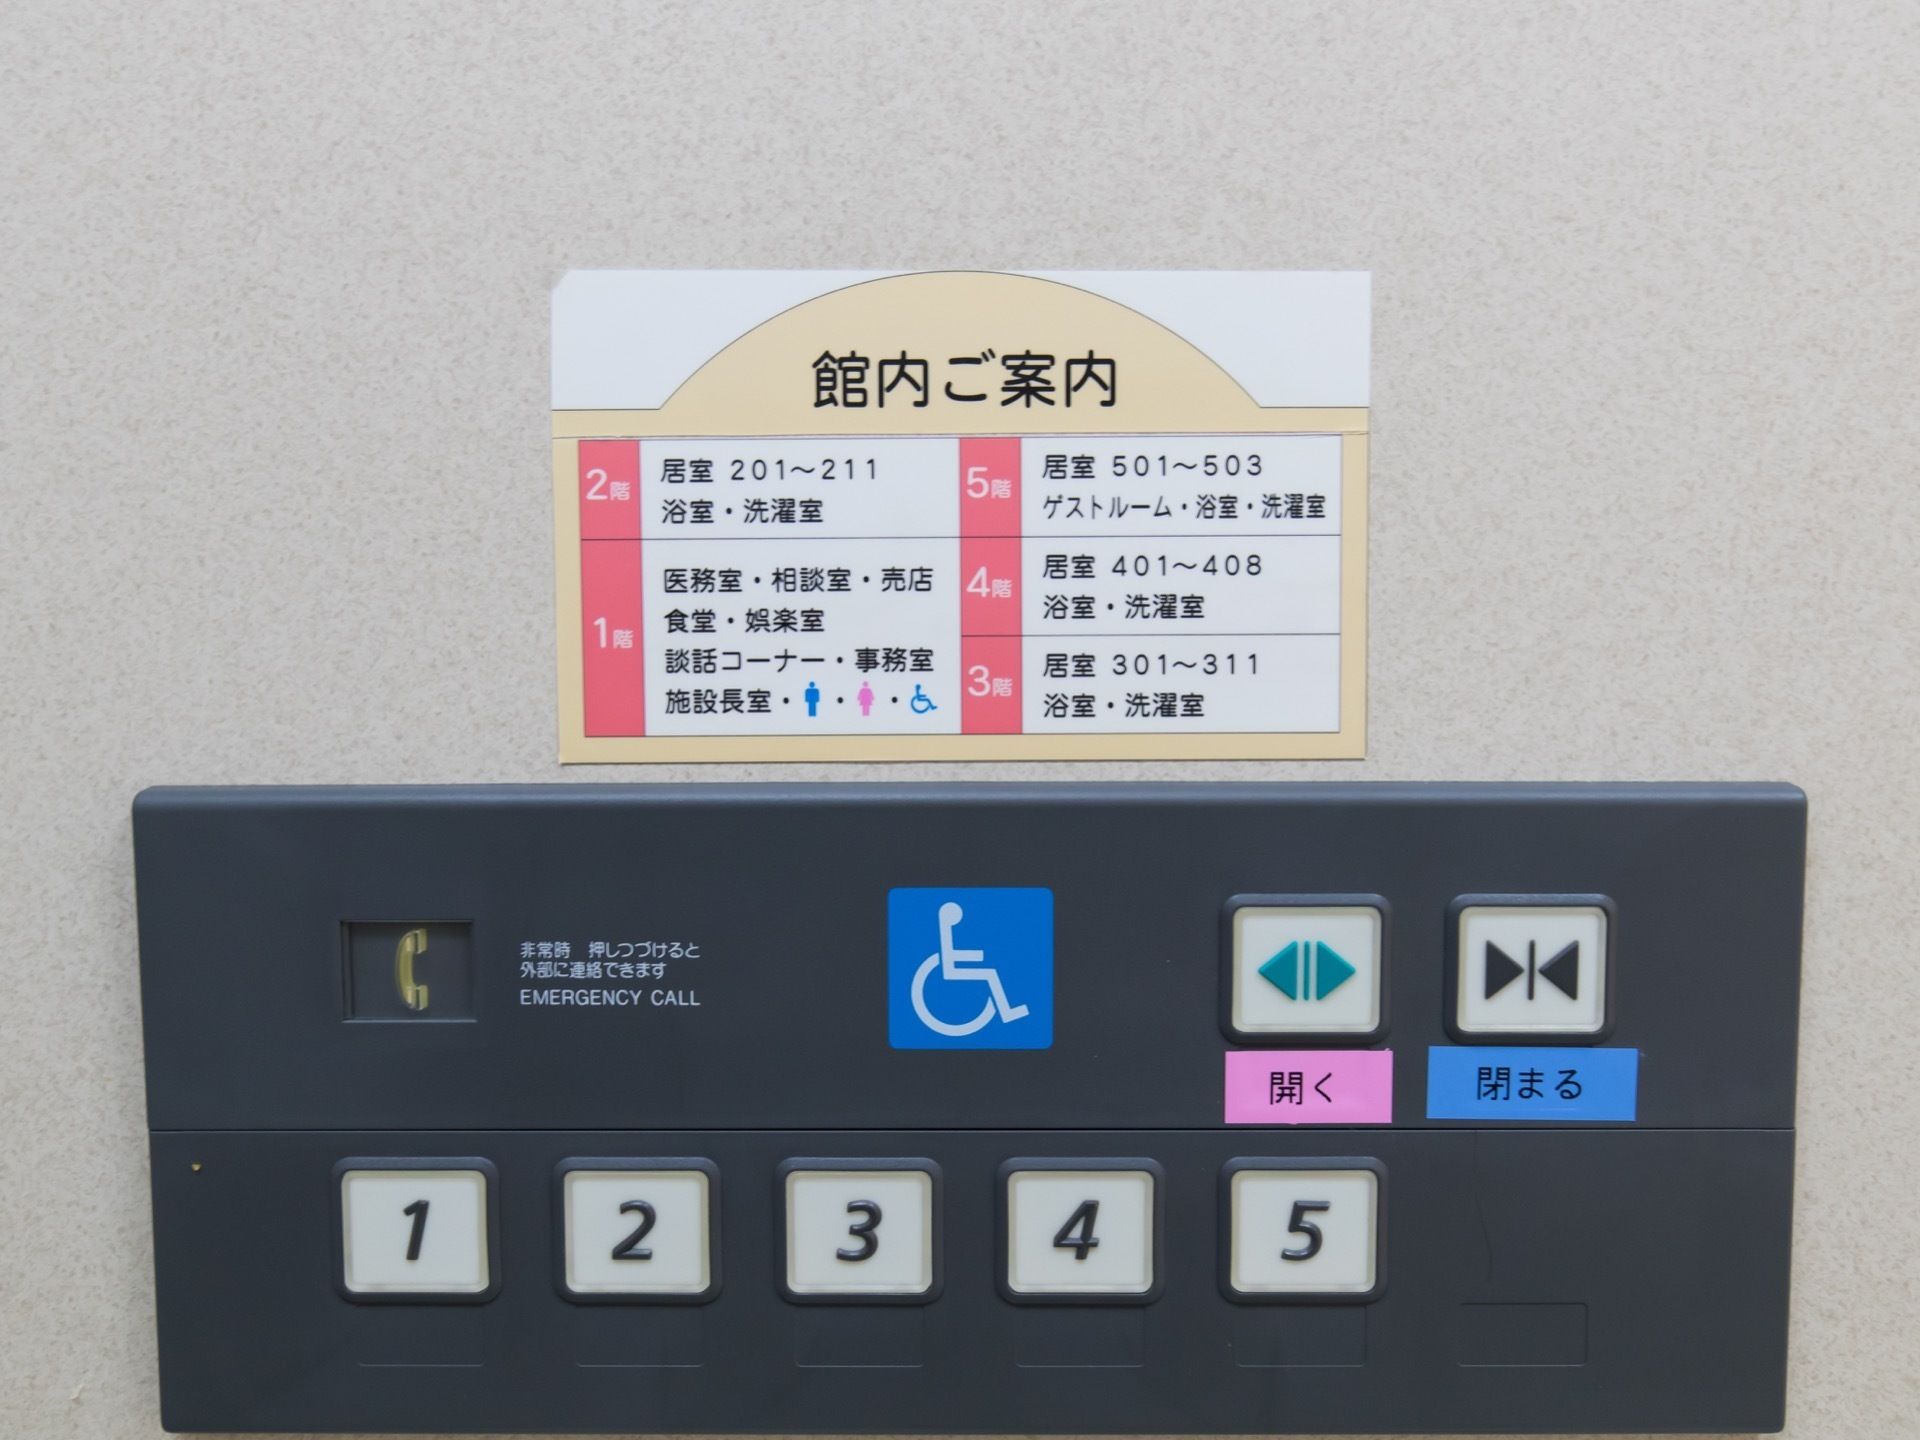 館内ご案内
2階
居室 201～211
浴室・洗濯室
1階
医務室・相談室・売店
食堂・娯楽室
談話コーナー・事務室
施設長室・
5階
居室 501～503
ゲストルーム・浴室・洗濯室
4階
居室 401～408
浴室・洗濯室
3階
居室 301～311
浴室・洗濯室
非常時 押しつづけると
外部に連絡できます
EMERGENCY CALL
開く
閉まる
1 2 3 4 5